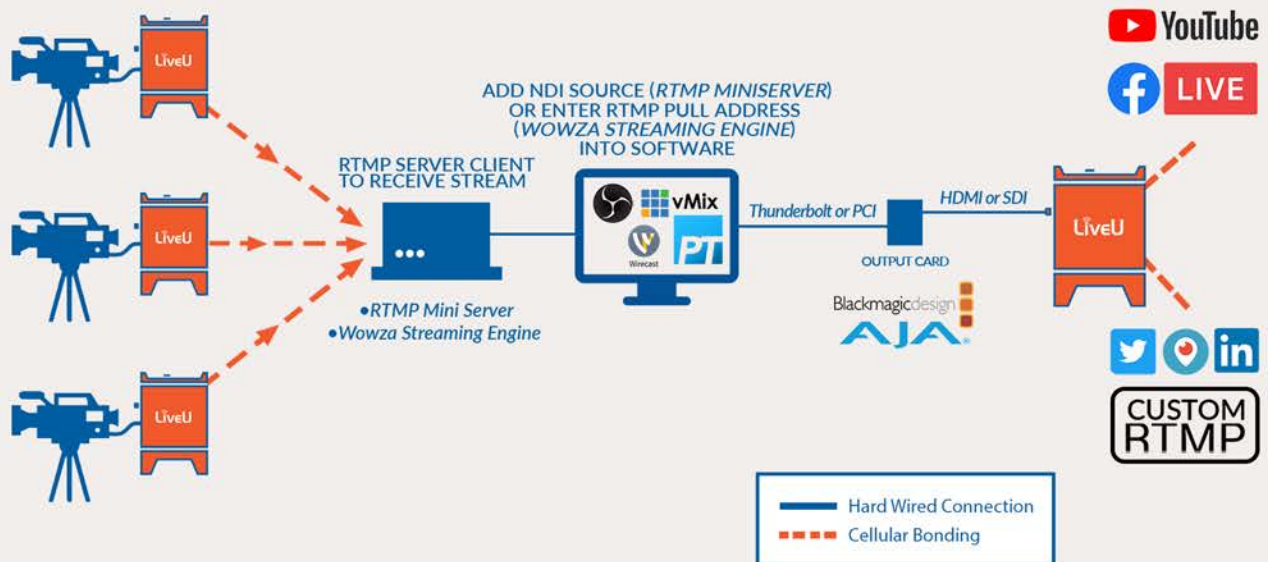 LiveU
LiveU
LiveU
RTMP SERVER CLIENT
TO RECEIVE STREAM
•RTMP Mini Server
•Wowza Streaming Engine
ADD NDI SOURCE (RTMP MINISERVER)
OR ENTER RTMP PULL ADDRESS
(WOWZA STREAMING ENGINE)
INTO SOFTWARE
vMix
Wirecast
PT
Thunderbolt or PCI
OUTPUT CARD
Blackmagicdesign
AJA®
HDMI or SDI
LiveU
YouTube
f LIVE
in
CUSTOM
RTMP
Hard Wired Connection
Cellular Bonding